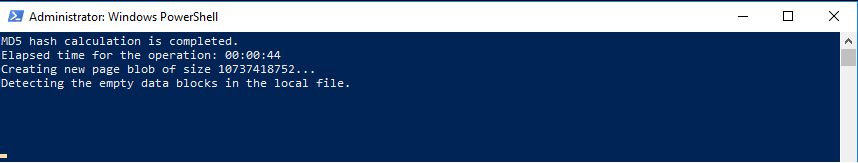 Administrator: Windows PowerShell
MD5 hash calculation is completed.
Elapsed time for the operation: 00:00:44
Creating new page blob of size 10737418752...
Detecting the empty data blocks in the local file.